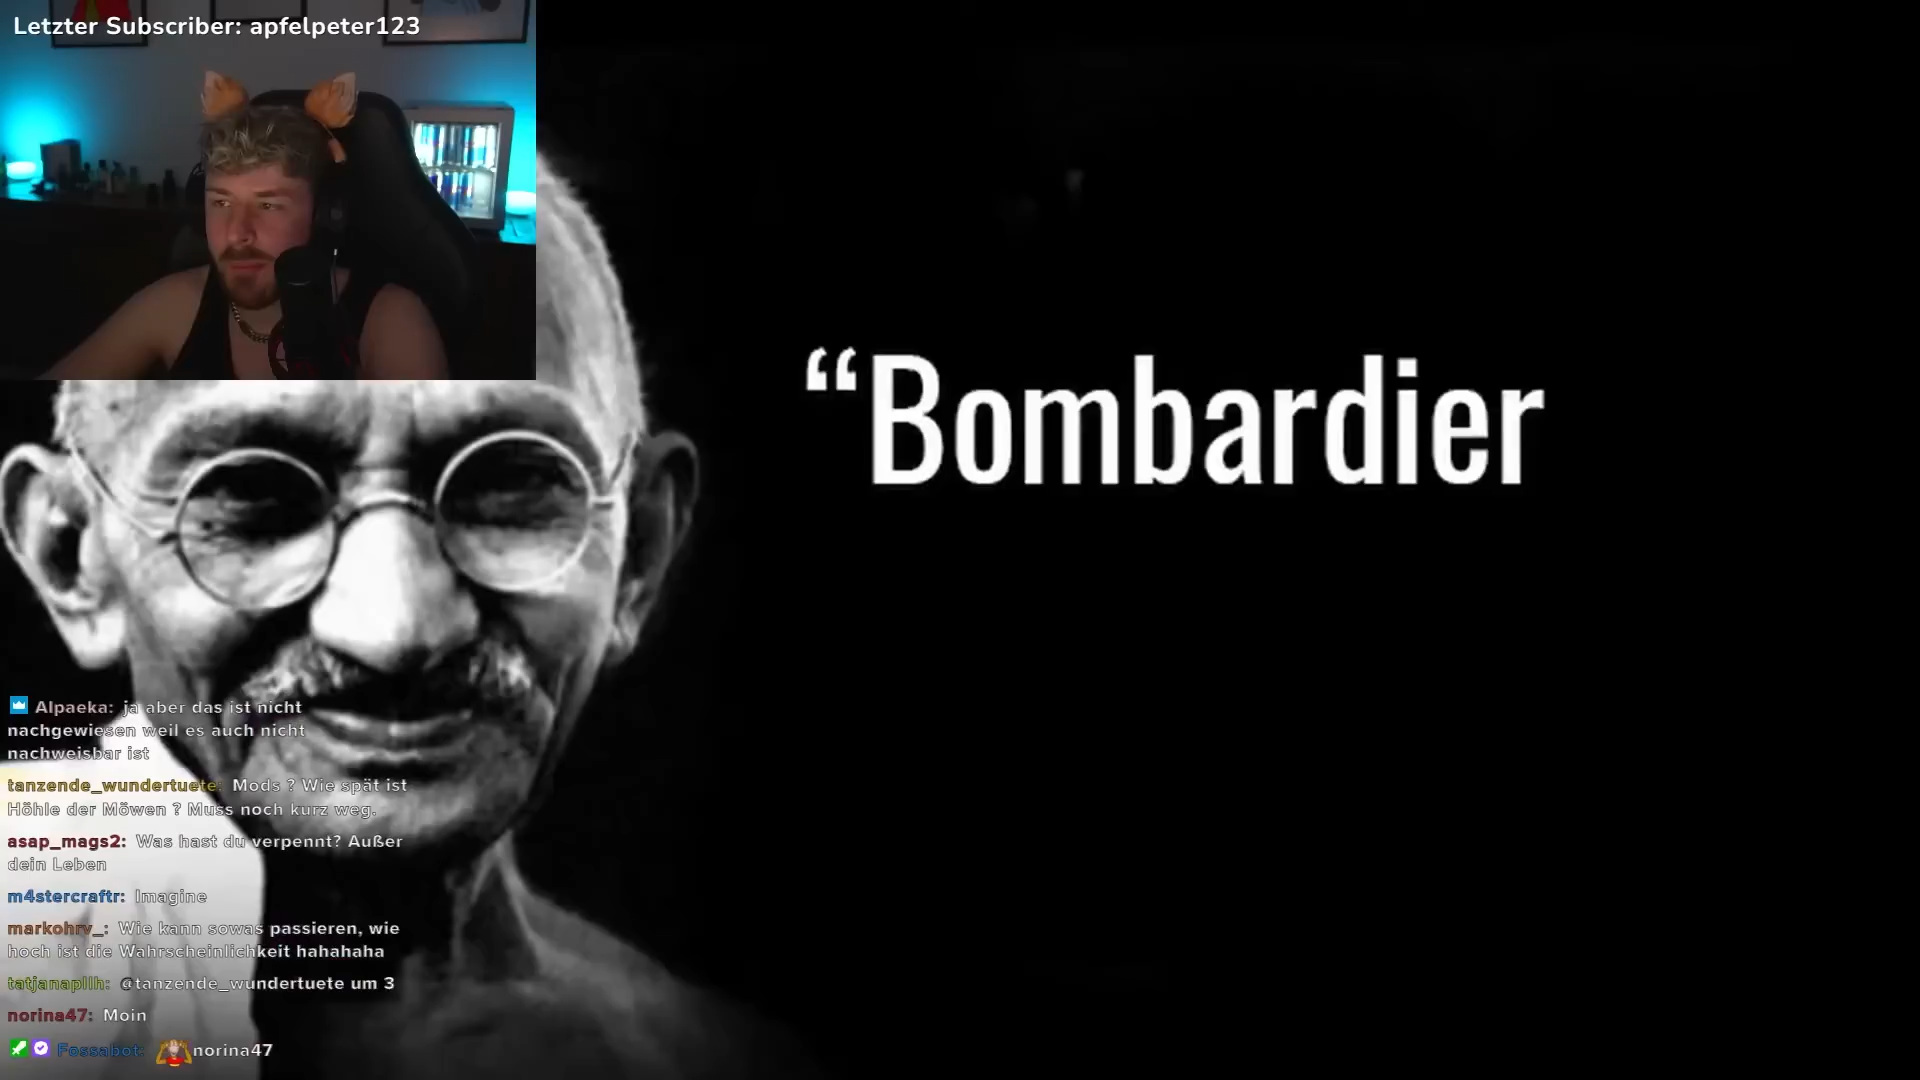 Letzter Subscriber: apfelpeter123
“Bombardier
Alpaeka: ja aber das ist nicht
nachgewiesen weil es auch nicht
nachweisbar ist
tanzende_wundertuete: Mods ? Wie spät ist
Höhle der Möwen ? Muss noch kurz weg.
asap_mags2: Was hast du verpennt? Außer
dein Leben
m4stercraftr: Imagine
markohrv_: Wie kann sowas passieren, wie
hoch ist die Wahrscheinlichkeit hahahaha
tatjanapllh: @tanzende_wundertuete um 3
norina47: Moin
Fossabot: norina47